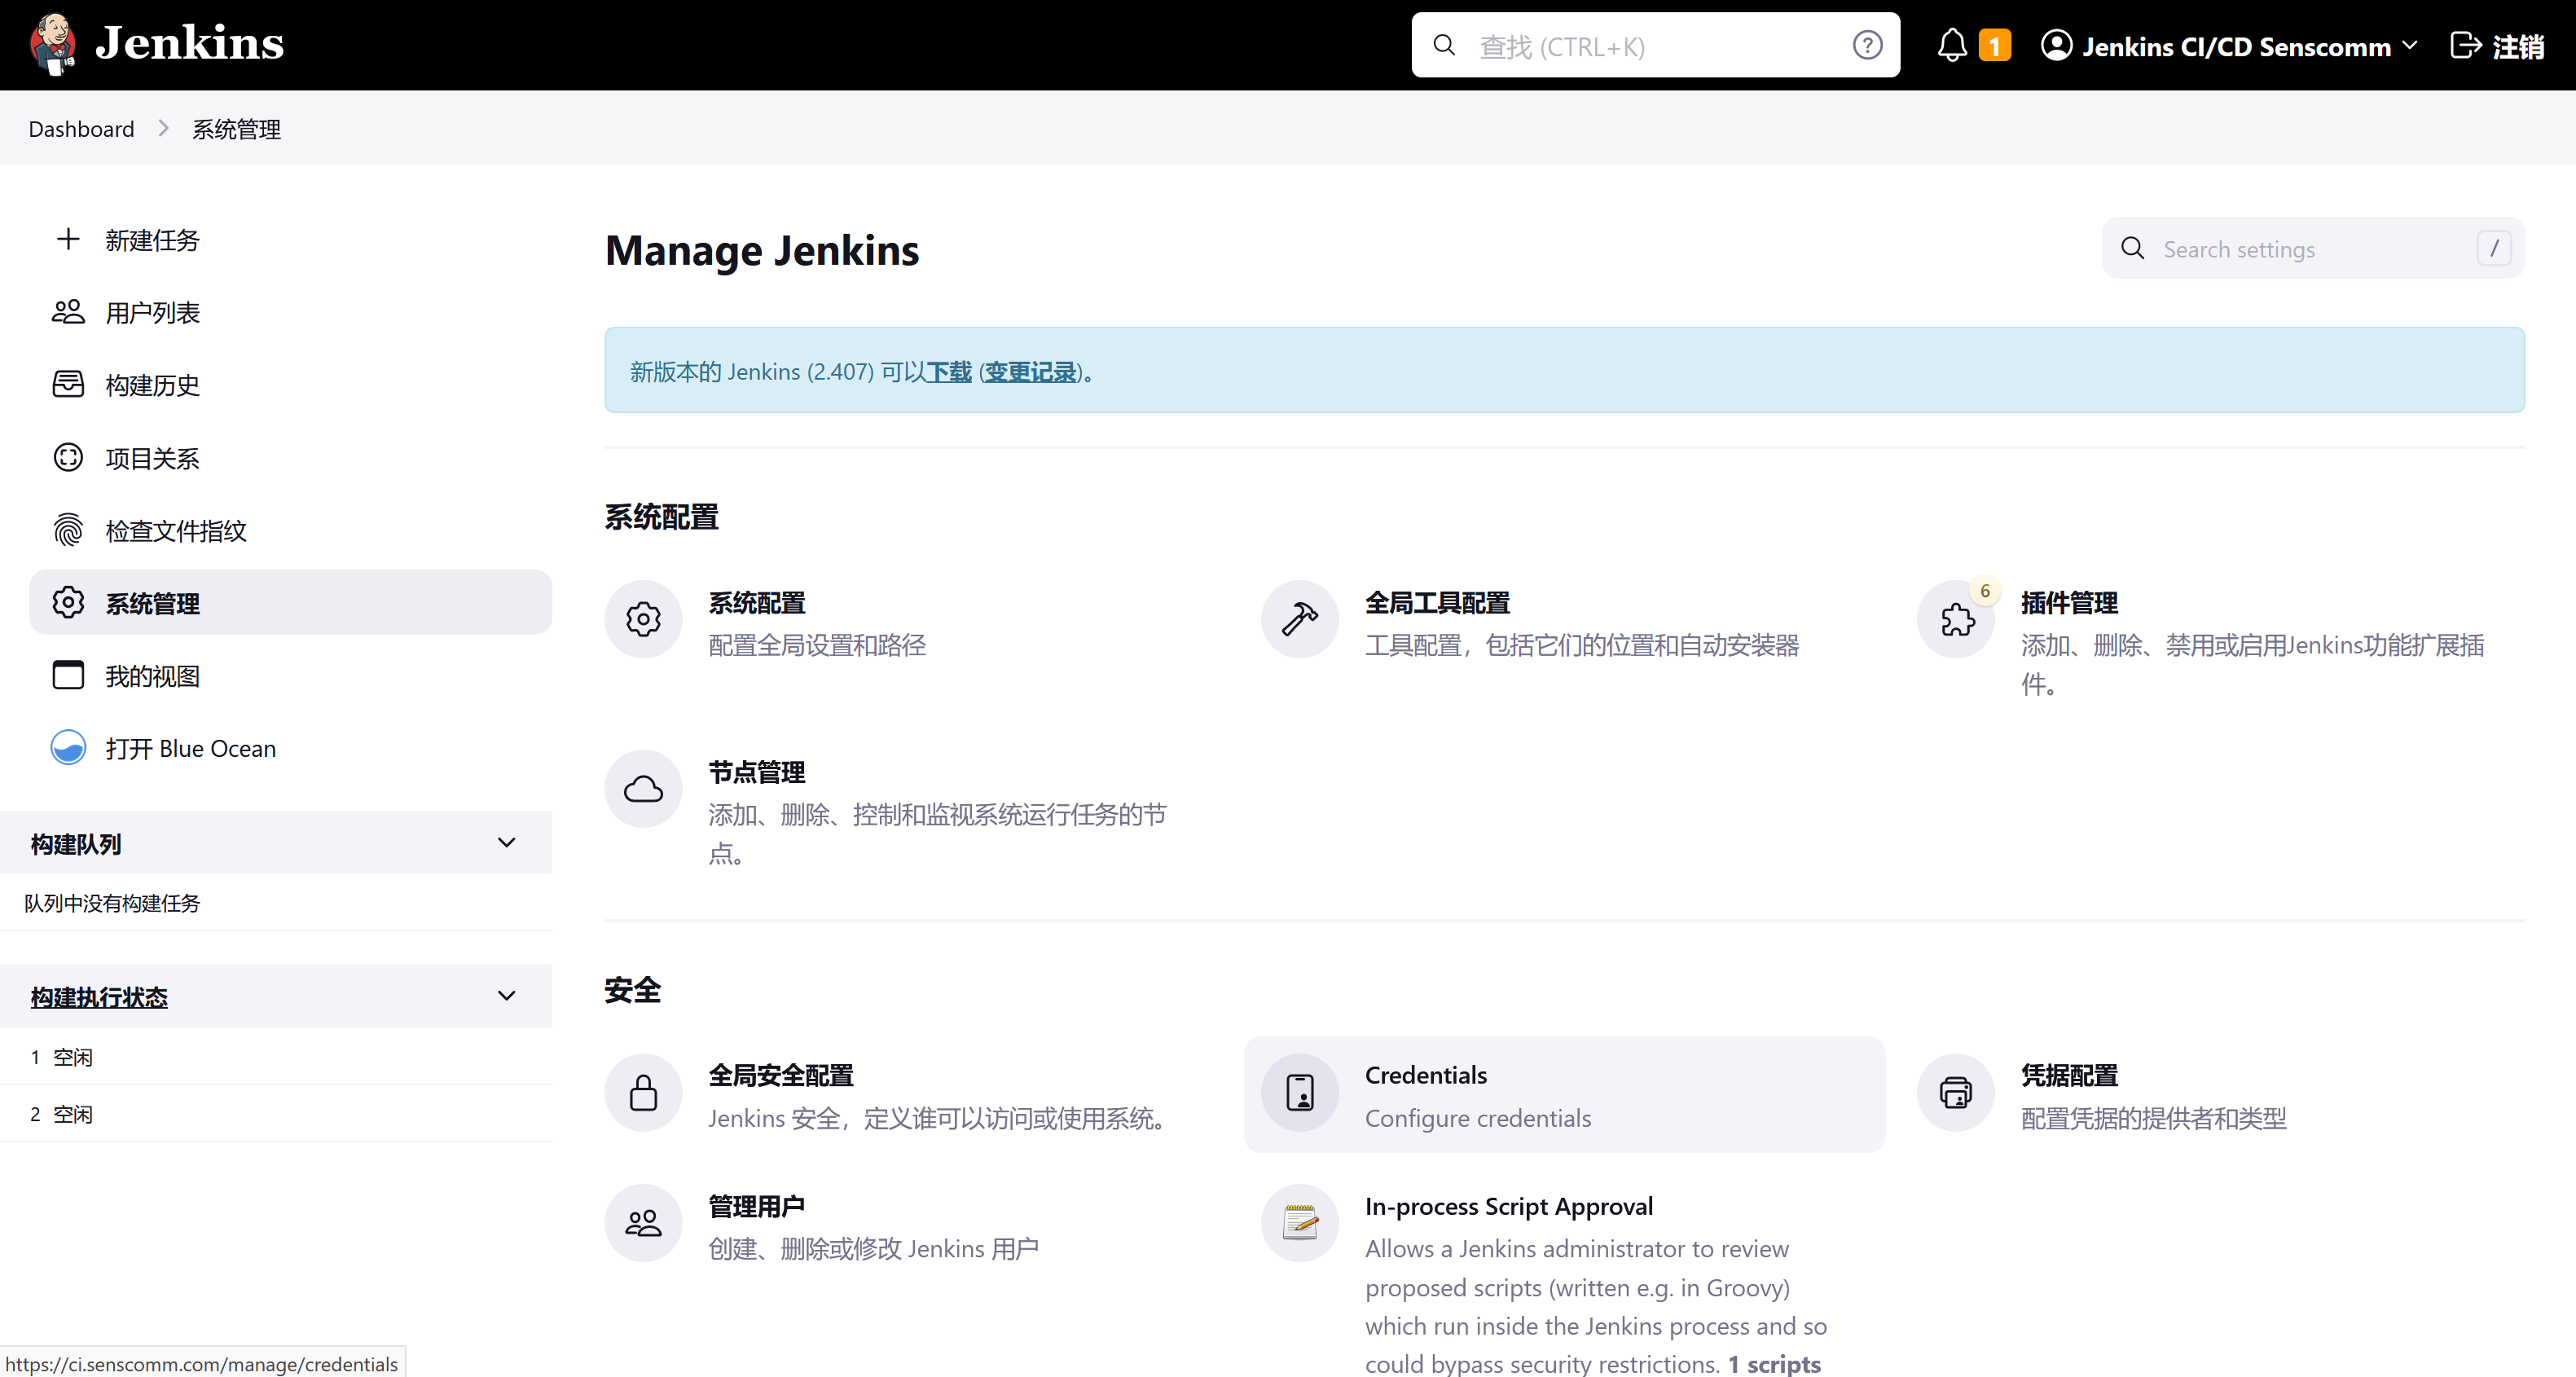 Jenkins
查找 (CTRL+K)
1
Jenkins CI/CD Senscomm
注销
Dashboard
系统管理
新建任务
用户列表
构建历史
项目关系
检查文件指纹
系统管理
我的视图
打开 Blue Ocean
构建队列
队列中没有构建任务
构建执行状态
1 空闲
2 空闲
Manage Jenkins
Search settings
/
新版本的 Jenkins (2.407) 可以下载 (变更记录)。
系统配置
系统配置
配置全局设置和路径
全局工具配置
工具配置，包括它们的位置和自动安装器
6
插件管理
添加、删除、禁用或启用Jenkins功能扩展插
件。
节点管理
添加、删除、控制和监视系统运行任务的节
点。
安全
全局安全配置
Jenkins 安全，定义谁可以访问或使用系统。
Credentials
Configure credentials
凭据配置
配置凭据的提供者和类型
管理用户
创建、删除或修改 Jenkins 用户
In-process Script Approval
Allows a Jenkins administrator to review
proposed scripts (written e.g. in Groovy)
which run inside the Jenkins process and so
could bypass security restrictions. 1 scripts
https://ci.senscomm.com/manage/credentials